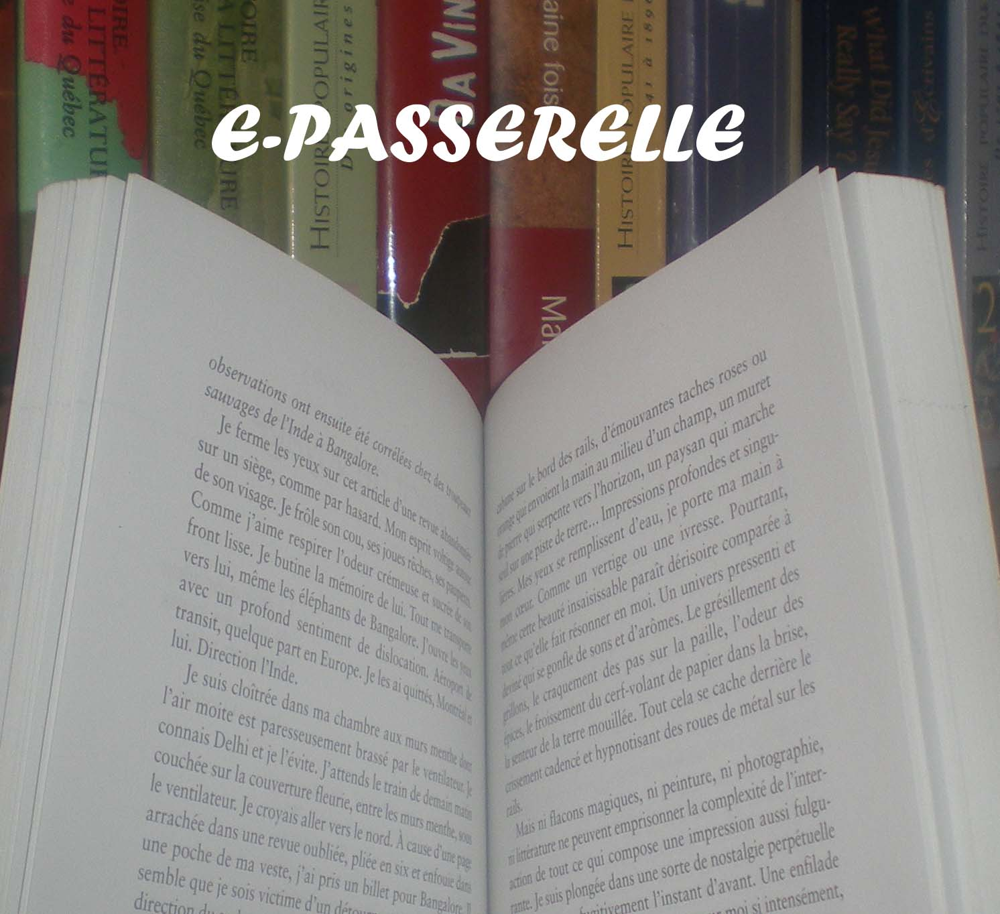 OIRE
LITTÉRATURE
e du Québec
OIRE
A LITTÉ
IRE
ise du Québec
HISTOIRE POPULAIRE
origines
DA VIN
aine fois
Mar
HISTOIRE POPULAIRE
41 à 1896
What Did Jesu
Really Say ?
Écrivains
HISTOIRE POPULAIRE DU
2
E-PASSERELLE
observations ont ensuite été corrélées chez des troupeaux
sauvages de l'Inde à Bangalore.
Je ferme les yeux sur cet article d'une revue abandonnée
sur un siège, comme par hasard. Mon esprit voltige autour
de son visage. Je frôle son cou, ses joues rêches, ses paupières.
Comme j'aime respirer l'odeur crémeuse et sucrée de son
front lisse. Je butine la mémoire de lui. Tout me transporte
vers lui, même les éléphants de Bangalore. J'ouvre les yeux
avec un profond sentiment de dislocation. Aéroport de
transit, quelque part en Europe. Je les ai quittés, Montréal et
lui. Direction l'Inde.
Je suis cloîtrée dans ma chambre aux murs menthe dont
l'air moite est paresseusement brassé par le ventilateur. Je
connais Delhi et je l'évite. J'attends le train de demain matin
couchée sur la couverture fleurie, entre les murs menthe, sous
le ventilateur. Je croyais aller vers le nord. À cause d'une page
arrachée dans une revue oubliée, pliée en six et enfouie dans
une poche de ma veste, j'ai pris un billet pour Bangalore. Il
semble que je sois victime d'un détou
direction du
cabane sur le bord des rails, d'émouvantes taches roses ou
orange qui envoient la main au milieu d'un champ, un muret
de pierre qui serpente vers l'horizon, un paysan qui marche
seul sur une piste de terre... Impressions profondes et singu-
lières. Mes yeux se remplissent d'eau, je porte ma main à
mon cœur. Comme un vertige ou une ivresse. Pourtant,
même cette beauté insaisissable paraît dérisoire comparée à
tout ce qu'elle fait résonner en moi. Un univers pressenti et
deviné qui se gonfle de sons et d'arômes. Le grésillement des
grillons, le craquement des pas sur la paille, l'odeur des
épices, le froissement du cerf-volant de papier dans la brise,
la senteur de la terre mouillée. Tout cela se cache derrière le
crissement cadencé et hypnotisant des roues de métal sur les
rails.
Mais ni flacons magiques, ni peinture, ni photographie,
ni littérature ne peuvent emprisonner la complexité de l'inter-
action de tout ce qui compose une impression aussi fulgu-
rante. Je suis plongée dans une sorte de nostalgie perpétuelle
fugitivement l'instant d'avant. Une enfilade
moi si intensément,